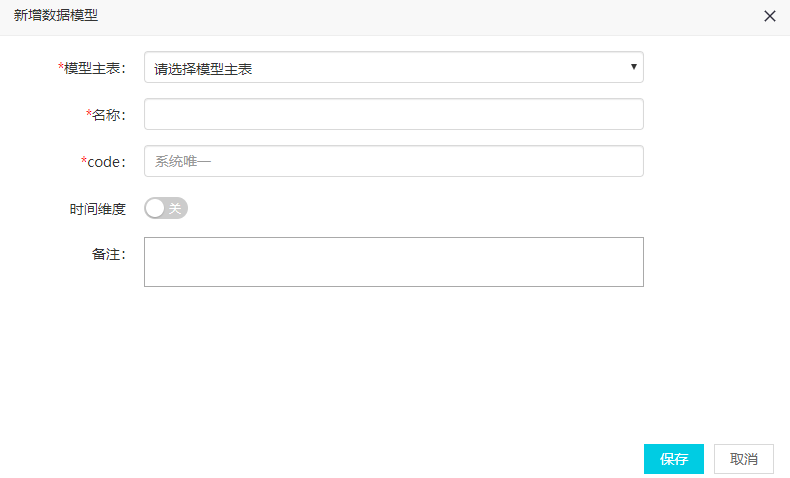 新增数据模型
*模型主表: 请选择模型主表
*名称:
*code: 系统唯一
时间维度 关
备注:
保存 取消